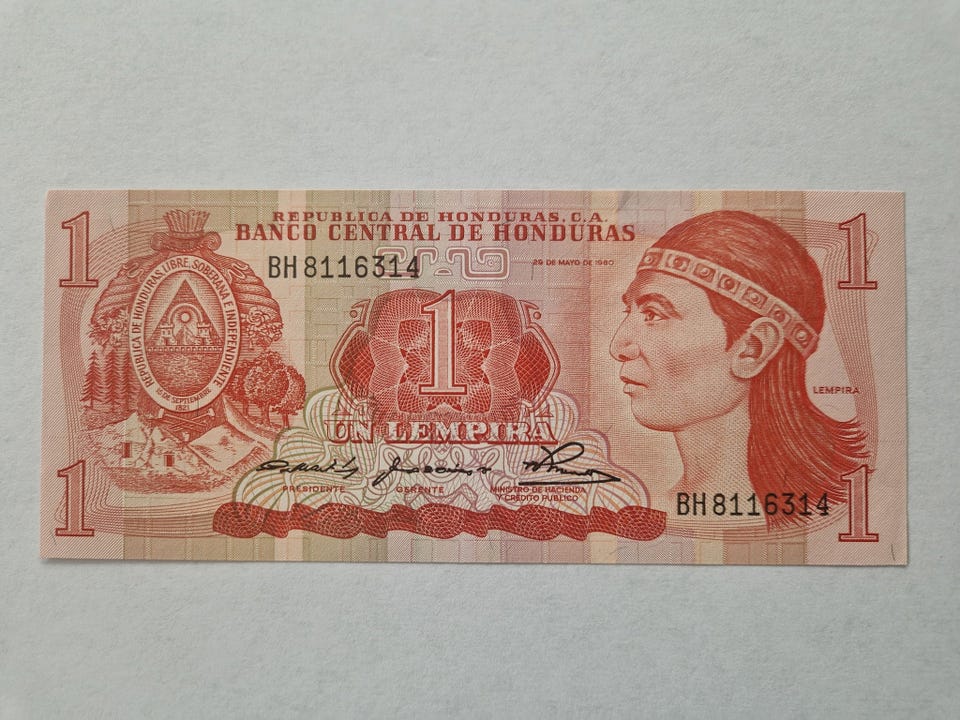 1
1
REPUBLICA DE HONDURAS, C.A.
BANCO CENTRAL DE HONDURAS
BH 8116314
29 DE MAYO DE 1980
REPUBLICA DE HONDURAS, LIBRE, SOBERANA E INDEPENDIENTE
15 DE SEPTIEMBRE
1821
1
UN LEMPIRA
LEMPIRA
PRESIDENTE
GERENTE
MINISTRO DE HACIENDA
Y CREDITO PUBLICO
BH 8116314
1
1